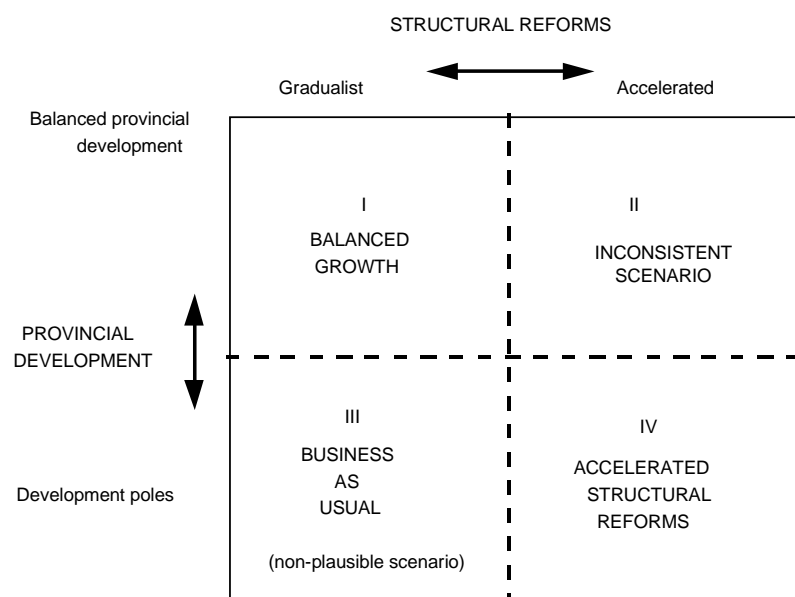 STRUCTURAL REFORMS
Gradualist
Accelerated
Balanced provincial
development
I
BALANCED
GROWTH
II
INCONSISTENT
SCENARIO
PROVINCIAL
DEVELOPMENT
III
BUSINESS
AS
USUAL
(non-plausible scenario)
IV
ACCELERATED
STRUCTURAL
REFORMS
Development poles